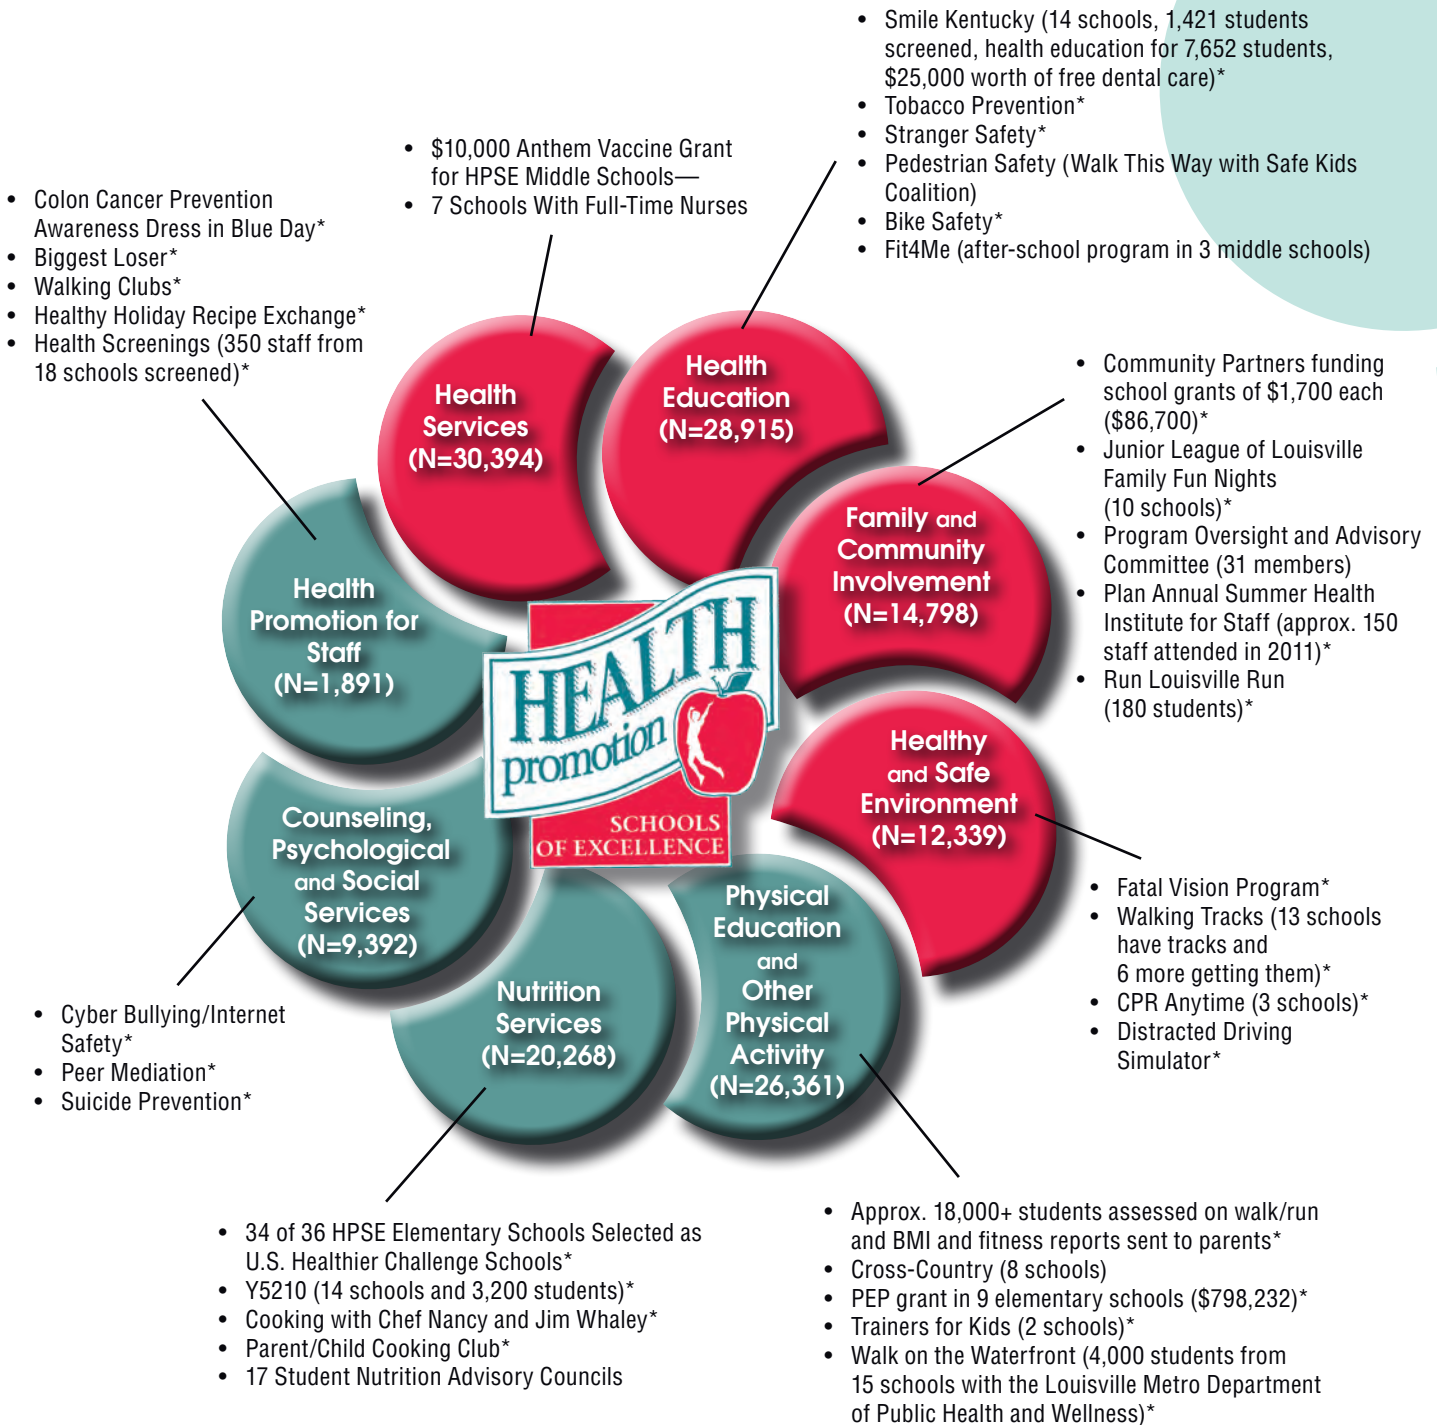 • Smile Kentucky (14 schools, 1,421 students
screened, health education for 7,652 students,
$25,000 worth of free dental care)*
• Tobacco Prevention*
• Stranger Safety*
• Pedestrian Safety (Walk This Way with Safe Kids
Coalition)
• Bike Safety*
• Fit4Me (after-school program in 3 middle schools)
• $10,000 Anthem Vaccine Grant
for HPSE Middle Schools—
• 7 Schools With Full-Time Nurses
• Colon Cancer Prevention
Awareness Dress in Blue Day*
• Biggest Loser*
• Walking Clubs*
• Healthy Holiday Recipe Exchange*
• Health Screenings (350 staff from
18 schools screened)*
Health
Services
(N=30,394)
Health
Education
(N=28,915)
• Community Partners funding
school grants of $1,700 each
($86,700)*
• Junior League of Louisville
Family Fun Nights
(10 schools)*
• Program Oversight and Advisory
Committee (31 members)
• Plan Annual Summer Health
Institute for Staff (approx. 150
staff attended in 2011)*
• Run Louisville Run
(180 students)*
Family and
Community
Involvement
(N=14,798)
Health
Promotion for
Staff
(N=1,891)
HEALTH
promotion
SCHOOLS
OF EXCELLENCE
Healthy
and Safe
Environment
(N=12,339)
Counseling,
Psychological
and Social
Services
(N=9,392)
Physical
Education
and
Other
Physical
Activity
(N=26,361)
Nutrition
Services
(N=20,268)
• Fatal Vision Program*
• Walking Tracks (13 schools
have tracks and
6 more getting them)*
• CPR Anytime (3 schools)*
• Distracted Driving
Simulator*
• Cyber Bullying/Internet
Safety*
• Peer Mediation*
• Suicide Prevention*
• 34 of 36 HPSE Elementary Schools Selected as
U.S. Healthier Challenge Schools*
• Y5210 (14 schools and 3,200 students)*
• Cooking with Chef Nancy and Jim Whaley*
• Parent/Child Cooking Club*
• 17 Student Nutrition Advisory Councils
• Approx. 18,000+ students assessed on walk/run
and BMI and fitness reports sent to parents*
• Cross-Country (8 schools)
• PEP grant in 9 elementary schools ($798,232)*
• Trainers for Kids (2 schools)*
• Walk on the Waterfront (4,000 students from
15 schools with the Louisville Metro Department
of Public Health and Wellness)*